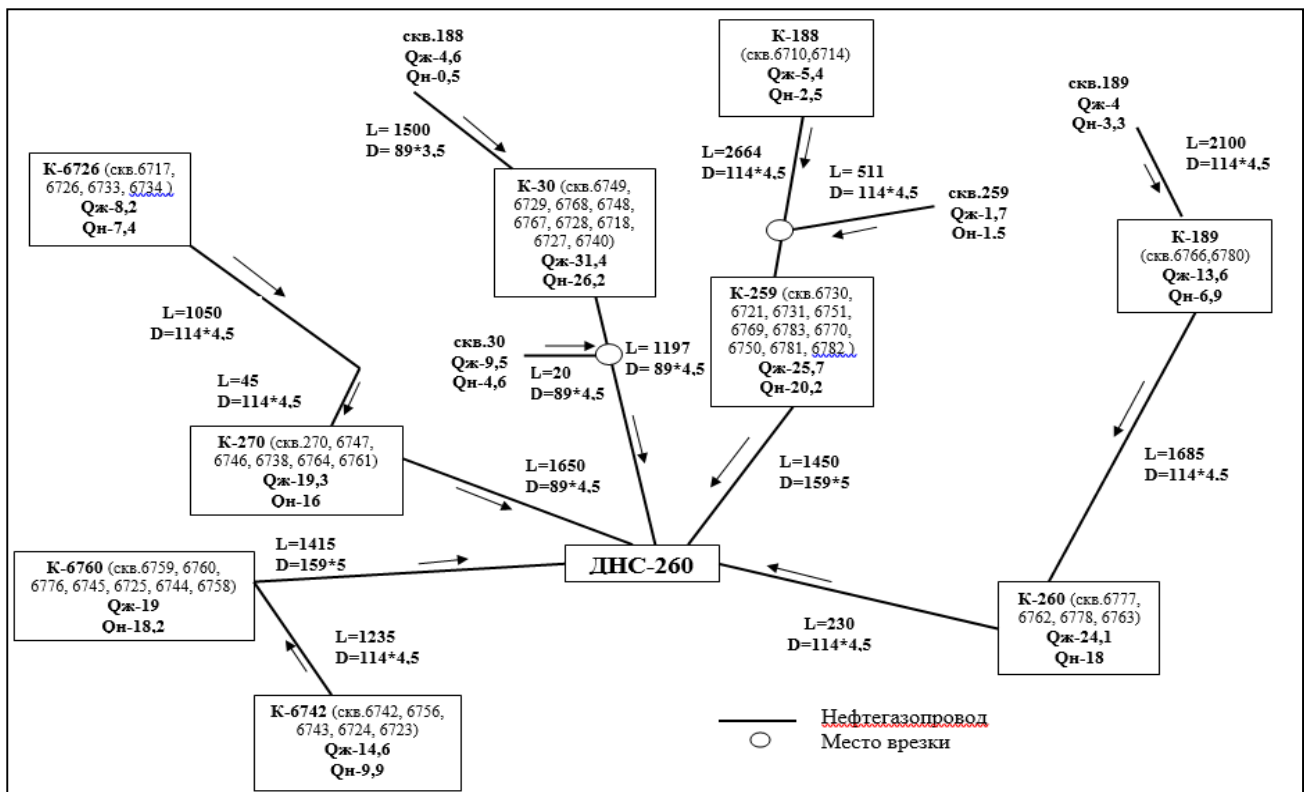 скв.188
Qж-4,6
Qн-0,5
L= 1500
D= 89*3,5
К-188
(скв.6710,6714)
Qж-5,4
Qн-2,5
L=2664
D=114*4,5
L= 511
D= 114*4,5
скв.259
Qж-1,7
Qн-1.5
скв.189
Qж-4
Qн-3,3
L=2100
D=114*4,5
К-6726 (скв.6717,
6726, 6733, 6734 )
Qж-8,2
Qн-7,4
К-30 (скв.6749,
6729, 6768, 6748,
6767, 6728, 6718,
6727, 6740)
Qж-31,4
Qн-26,2
К-189
(скв.6766,6780)
Qж-13,6
Qн-6,9
К-259 (скв.6730,
6721, 6731, 6751,
6769, 6783, 6770,
6750, 6781, 6782 )
Qж-25,7
Qн-20,2
L=1050
D=114*4,5
скв.30
Qж-9,5
Qн-4,6
L=20
D=89*4,5
L= 1197
D= 89*4,5
L=45
D=114*4,5
К-270 (скв.270, 6747,
6746, 6738, 6764, 6761)
Qж-19,3
Qн-16
L=1650
D=89*4,5
L=1450
D=159*5
L=1685
D=114*4,5
L=1415
D=159*5
ДНС-260
К-6760 (скв.6759, 6760,
6776, 6745, 6725, 6744, 6758)
Qж-19
Qн-18,2
L=230
D=114*4,5
К-260 (скв.6777,
6762, 6778, 6763)
Qж-24,1
Qн-18
L=1235
D=114*4,5
К-6742 (скв.6742, 6756,
6743, 6724, 6723)
Qж-14,6
Qн-9,9
Нефтегазопровод
Место врезки